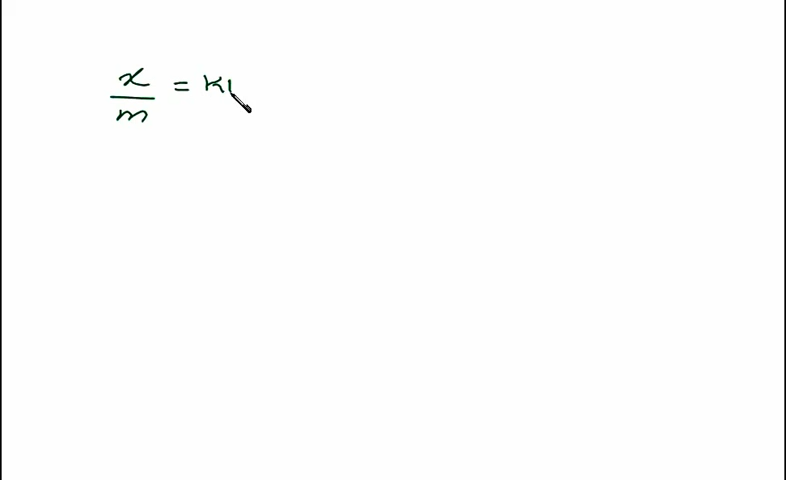 x/m = K